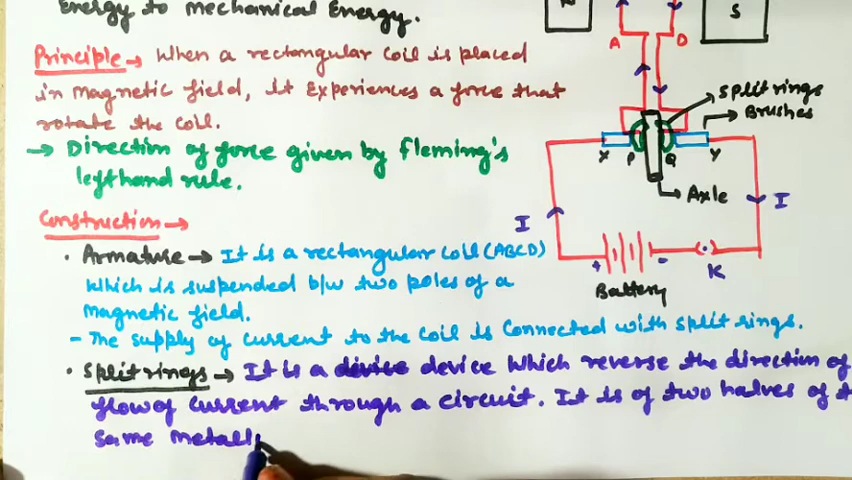 Energy to mechanical Energy.
Principle → When a rectangular coil is placed
in magnetic field, it experiences a force that
rotate the coil.
→ Direction of force given by Fleming's
left hand rule.
Construction →
• Armature → It is a rectangular coil (ABCD)
which is suspended b/w two poles of a
magnetic field.
- The supply of current to the coil is connected with split rings.
• Split rings → It is a device which reverse the direction of
flow of current through a circuit. It is of two halves of
same metall
S
A D
Split rings
Brushes
X P Q Y
Axle
I I
+ - K
Battery